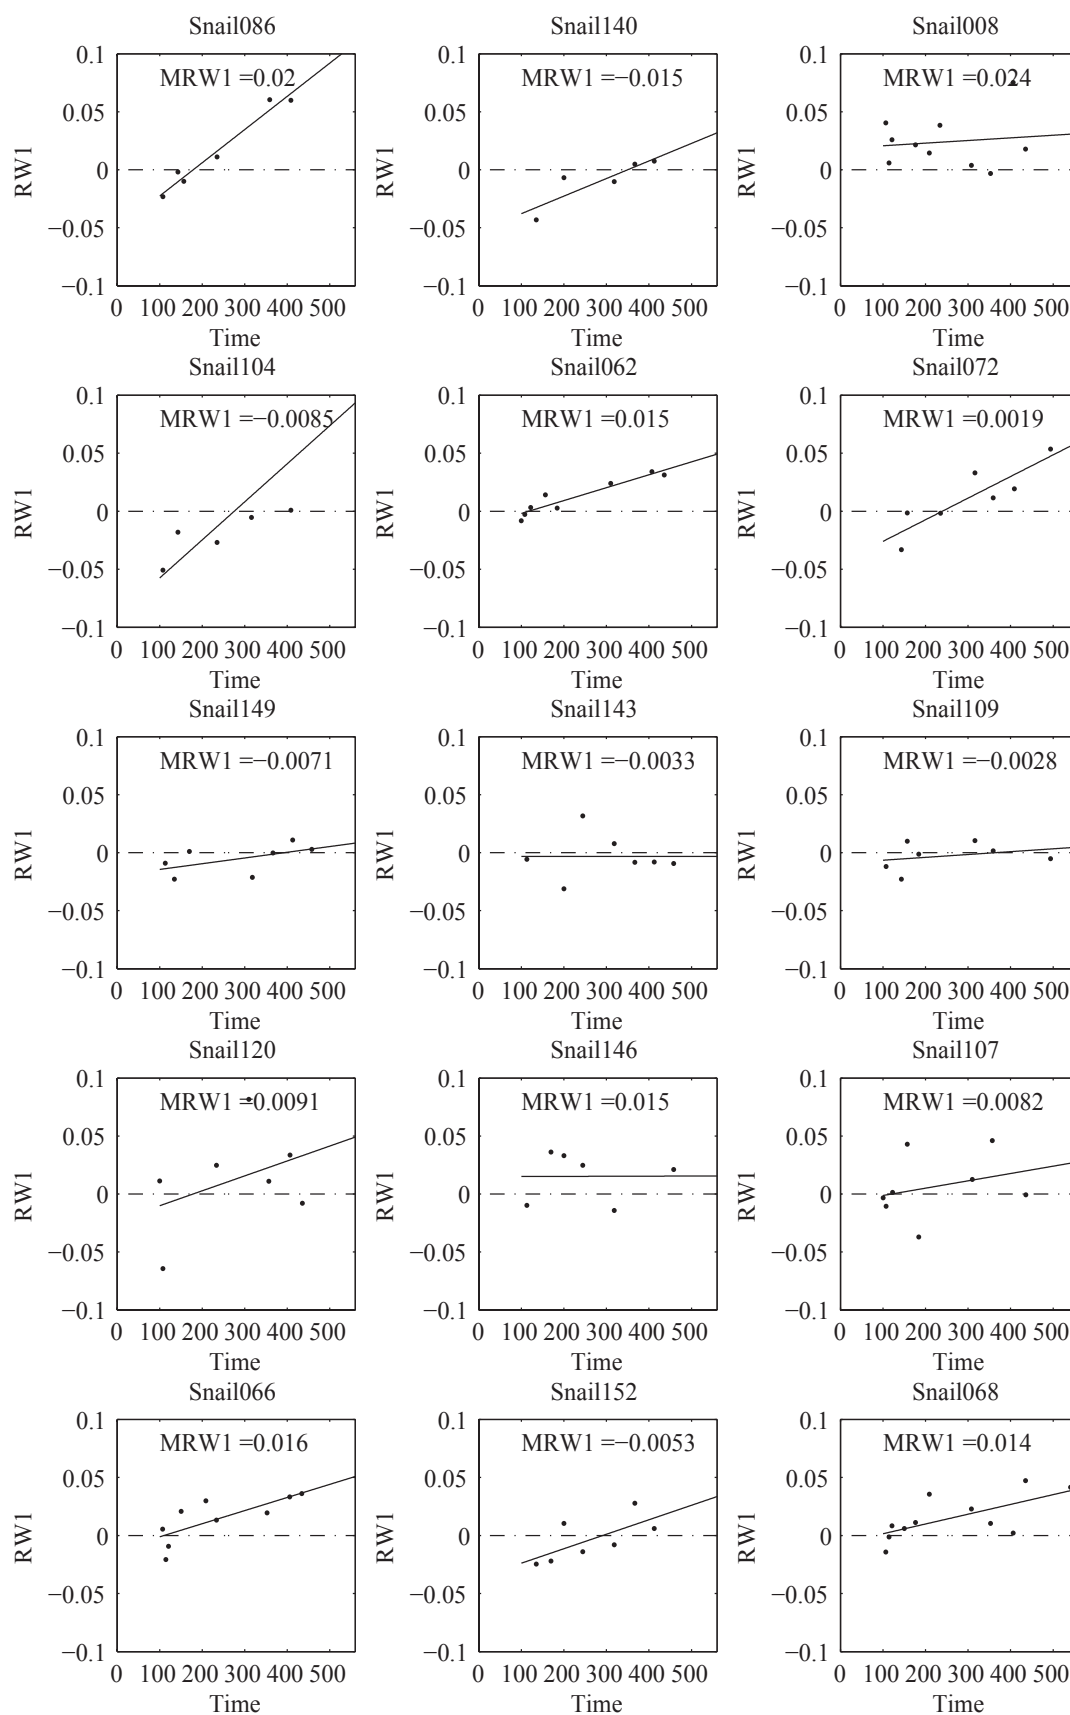 Snail086 Snail140 Snail008
0.1 0.1 0.1
MRW1 =0.02 MRW1 =−0.015 MRW1 =0.024
0.05 0.05 0.05
RW1 RW1 RW1
0 0 0
−0.05 −0.05 −0.05
−0.1 −0.1 −0.1
0 100 200 300 400 500 0 100 200 300 400 500 0 100 200 300 400 500
Time Time Time
Snail104 Snail062 Snail072
0.1 0.1 0.1
MRW1 =−0.0085 MRW1 =0.015 MRW1 =0.0019
0.05 0.05 0.05
RW1 RW1 RW1
0 0 0
−0.05 −0.05 −0.05
−0.1 −0.1 −0.1
0 100 200 300 400 500 0 100 200 300 400 500 0 100 200 300 400 500
Time Time Time
Snail149 Snail143 Snail109
0.1 0.1 0.1
MRW1 =−0.0071 MRW1 =−0.0033 MRW1 =−0.0028
0.05 0.05 0.05
RW1 RW1 RW1
0 0 0
−0.05 −0.05 −0.05
−0.1 −0.1 −0.1
0 100 200 300 400 500 0 100 200 300 400 500 0 100 200 300 400 500
Time Time Time
Snail120 Snail146 Snail107
0.1 0.1 0.1
MRW1 =0.0091 MRW1 =0.015 MRW1 =0.0082
0.05 0.05 0.05
RW1 RW1 RW1
0 0 0
−0.05 −0.05 −0.05
−0.1 −0.1 −0.1
0 100 200 300 400 500 0 100 200 300 400 500 0 100 200 300 400 500
Time Time Time
Snail066 Snail152 Snail068
0.1 0.1 0.1
MRW1 =0.016 MRW1 =−0.0053 MRW1 =0.014
0.05 0.05 0.05
RW1 RW1 RW1
0 0 0
−0.05 −0.05 −0.05
−0.1 −0.1 −0.1
0 100 200 300 400 500 0 100 200 300 400 500 0 100 200 300 400 500
Time Time Time